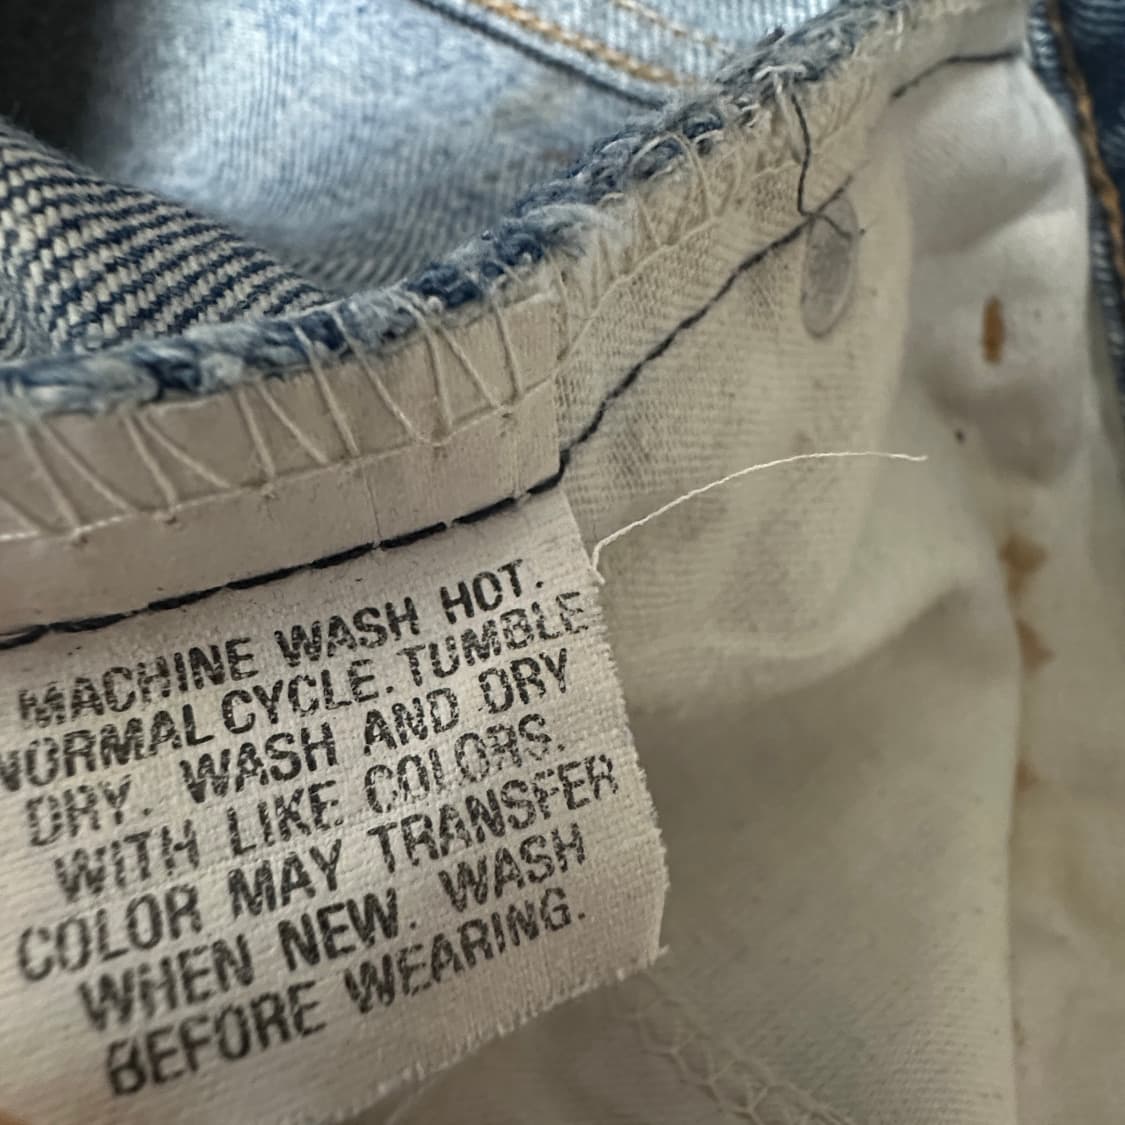 MACHINE WASH HOT.
NORMAL CYCLE. TUMBLE
DRY. WASH AND DRY
WITH LIKE COLORS.
COLOR MAY TRANSFER
WHEN NEW. WASH
BEFORE WEARING.